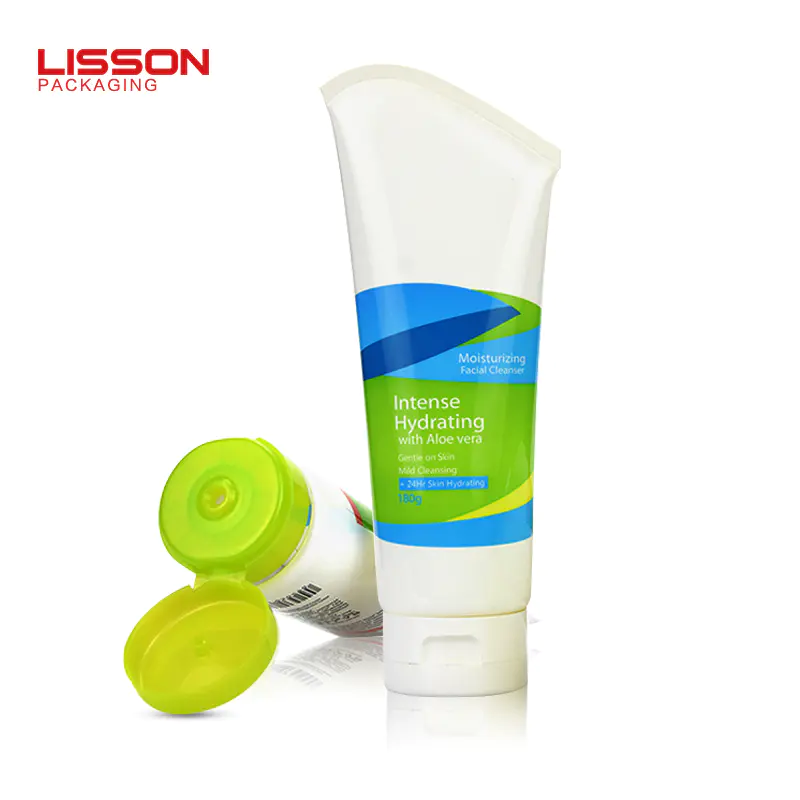 LISSON
PACKAGING
Moisturizing
Facial Cleanser
Intense
Hydrating
with Aloe vera
Gentle on Skin
Mild Cleansing
+ 24Hr Skin Hydrating
180g